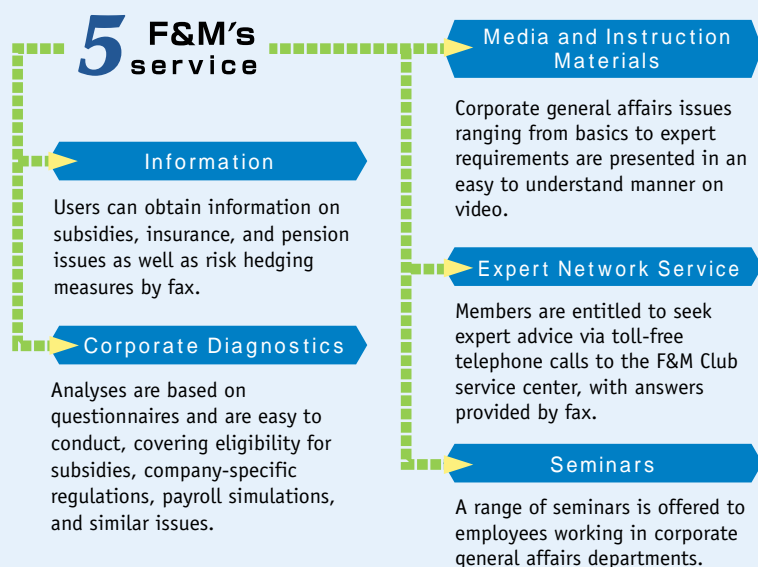 5 F&M's
service
Information
Users can obtain information on
subsidies, insurance, and pension
issues as well as risk hedging
measures by fax.
Corporate Diagnostics
Analyses are based on
questionnaires and are easy to
conduct, covering eligibility for
subsidies, company-specific
regulations, payroll simulations,
and similar issues.
Media and Instruction
Materials
Corporate general affairs issues
ranging from basics to expert
requirements are presented in an
easy to understand manner on
video.
Expert Network Service
Members are entitled to seek
expert advice via toll-free
telephone calls to the F&M Club
service center, with answers
provided by fax.
Seminars
A range of seminars is offered to
employees working in corporate
general affairs departments.